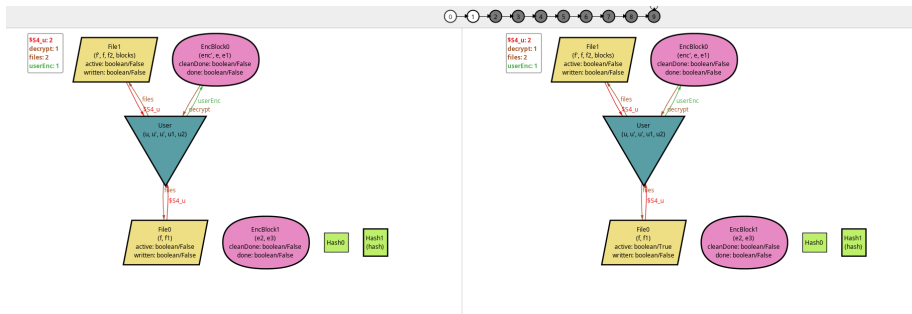 0 1 2 3 4 5 6 7 8 9
$S4_u: 2
decrypt: 1
files: 2
userEnc: 1
File1
(f', f, f2, blocks)
active: boolean/False
written: boolean/False
EncBlock0
(enc', e, e1)
cleanDone: boolean/False
done: boolean/False
files
$S4_u
userEnc
decrypt
User
(u, u', u', u1, u2)
files
$S4_u
File0
(f, f1)
active: boolean/False
written: boolean/False
EncBlock1
(e2, e3)
cleanDone: boolean/False
done: boolean/False
Hash0
Hash1
(hash)
$S4_u: 2
decrypt: 1
files: 2
userEnc: 1
File1
(f', f, f2, blocks)
active: boolean/False
written: boolean/False
EncBlock0
(enc', e, e1)
cleanDone: boolean/False
done: boolean/False
files
$S4_u
userEnc
decrypt
User
(u, u', u', u1, u2)
files
$S4_u
File0
(f, f1)
active: boolean/True
written: boolean/False
EncBlock1
(e2, e3)
cleanDone: boolean/False
done: boolean/False
Hash0
Hash1
(hash)